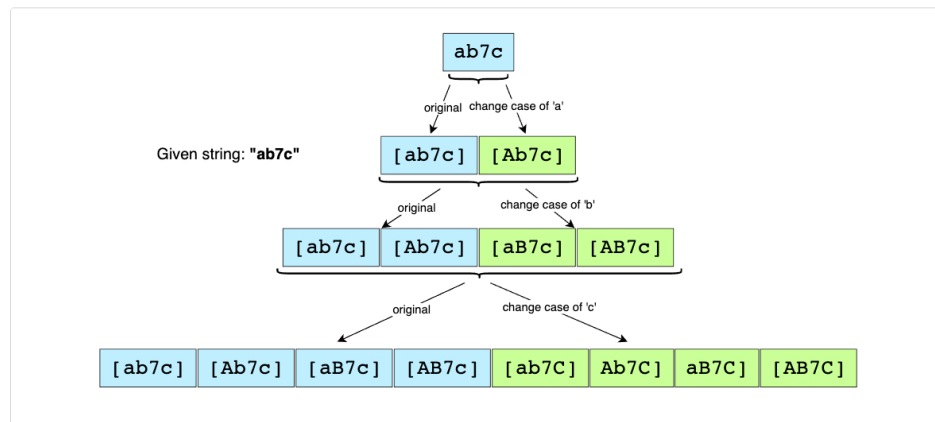 ab7c
original change case of 'a'
Given string: "ab7c"
[ab7c] [Ab7c]
original change case of 'b'
[ab7c] [Ab7c] [aB7c] [AB7c]
original change case of 'c'
[ab7c] [Ab7c] [aB7c] [AB7c] [ab7C] Ab7C] aB7C] [AB7C]